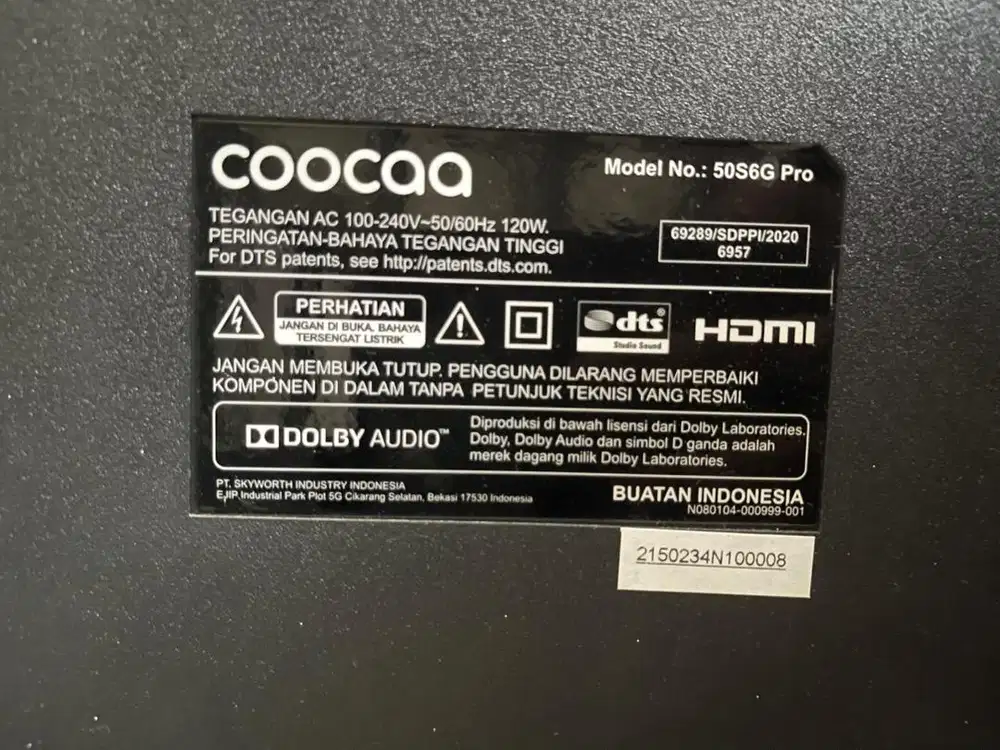 coocaa
Model No.: 50S6G Pro
TEGANGAN AC 100-240V~50/60Hz 120W.
PERINGATAN-BAHAYA TEGANGAN TINGGI
For DTS patents, see http://patents.dts.com.
69289/SDPPI/2020
6957
PERHATIAN
JANGAN DI BUKA. BAHAYA
TERSENGAT LISTRIK
dts
Studio Sound
HDMI
JANGAN MEMBUKA TUTUP. PENGGUNA DILARANG MEMPERBAIKI
KOMPONEN DI DALAM TANPA PETUNJUK TEKNISI YANG RESMI.
DOLBY AUDIO™
Diproduksi di bawah lisensi dari Dolby Laboratories.
Dolby, Dolby Audio dan simbol D ganda adalah
merek dagang milik Dolby Laboratories.
PT. SKYWORTH INDUSTRY INDONESIA
EJIP Industrial Park Plot 5G Cikarang Selatan, Bekasi 17530 Indonesia
BUATAN INDONESIA
N080104-000999-001
2150234N100008